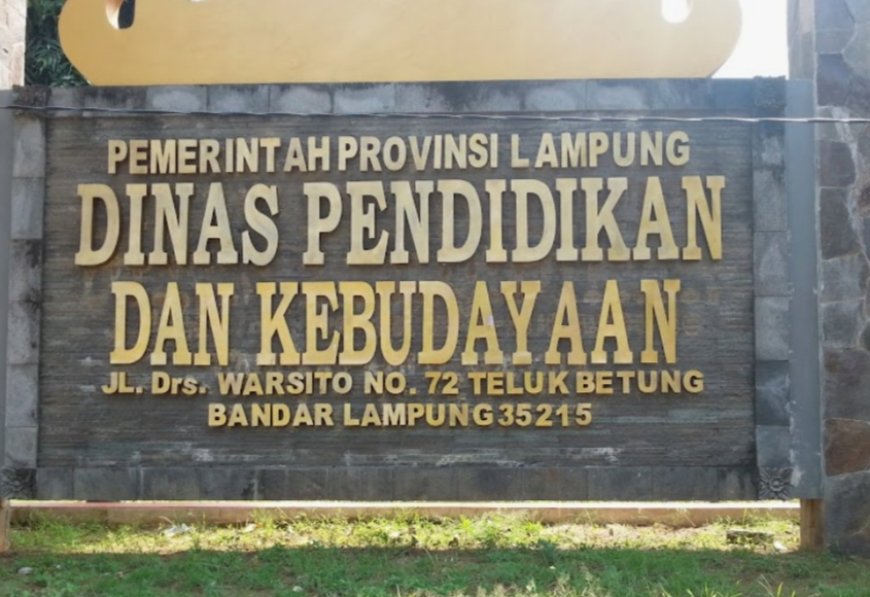 PEMERINTAH PROVINSI LAMPUNG
DINAS PENDIDIKAN
DAN KEBUDAYAAN
JL. Drs. WARSITO NO. 72 TELUK BETUNG
BANDAR LAMPUNG 35215